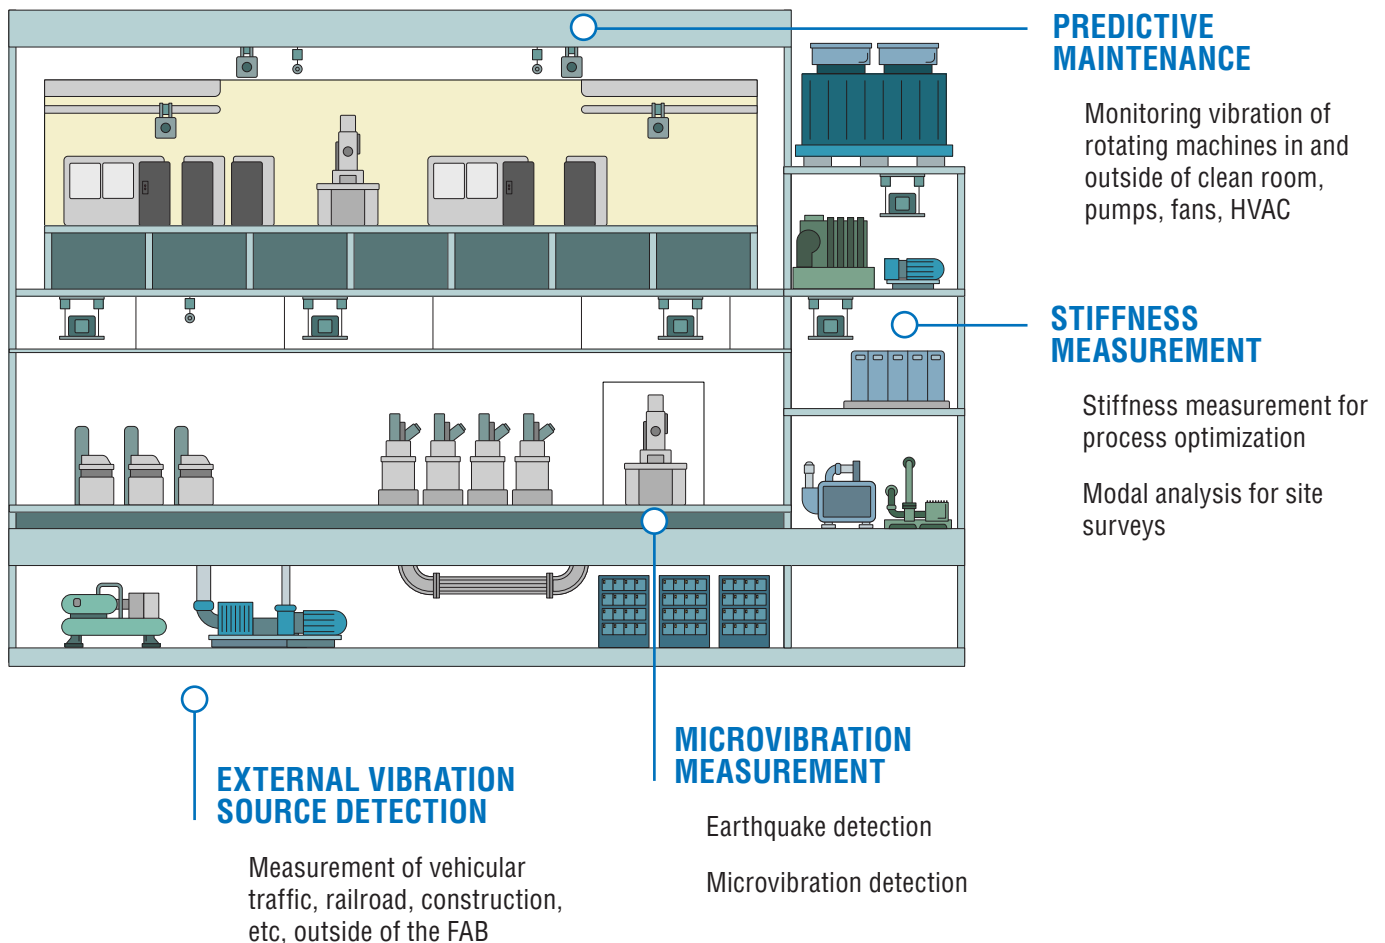 PREDICTIVE
MAINTENANCE
Monitoring vibration of
rotating machines in and
outside of clean room,
pumps, fans, HVAC
STIFFNESS
MEASUREMENT
Stiffness measurement for
process optimization
Modal analysis for site
surveys
MICROVIBRATION
MEASUREMENT
Earthquake detection
Microvibration detection
EXTERNAL VIBRATION
SOURCE DETECTION
Measurement of vehicular
traffic, railroad, construction,
etc, outside of the FAB